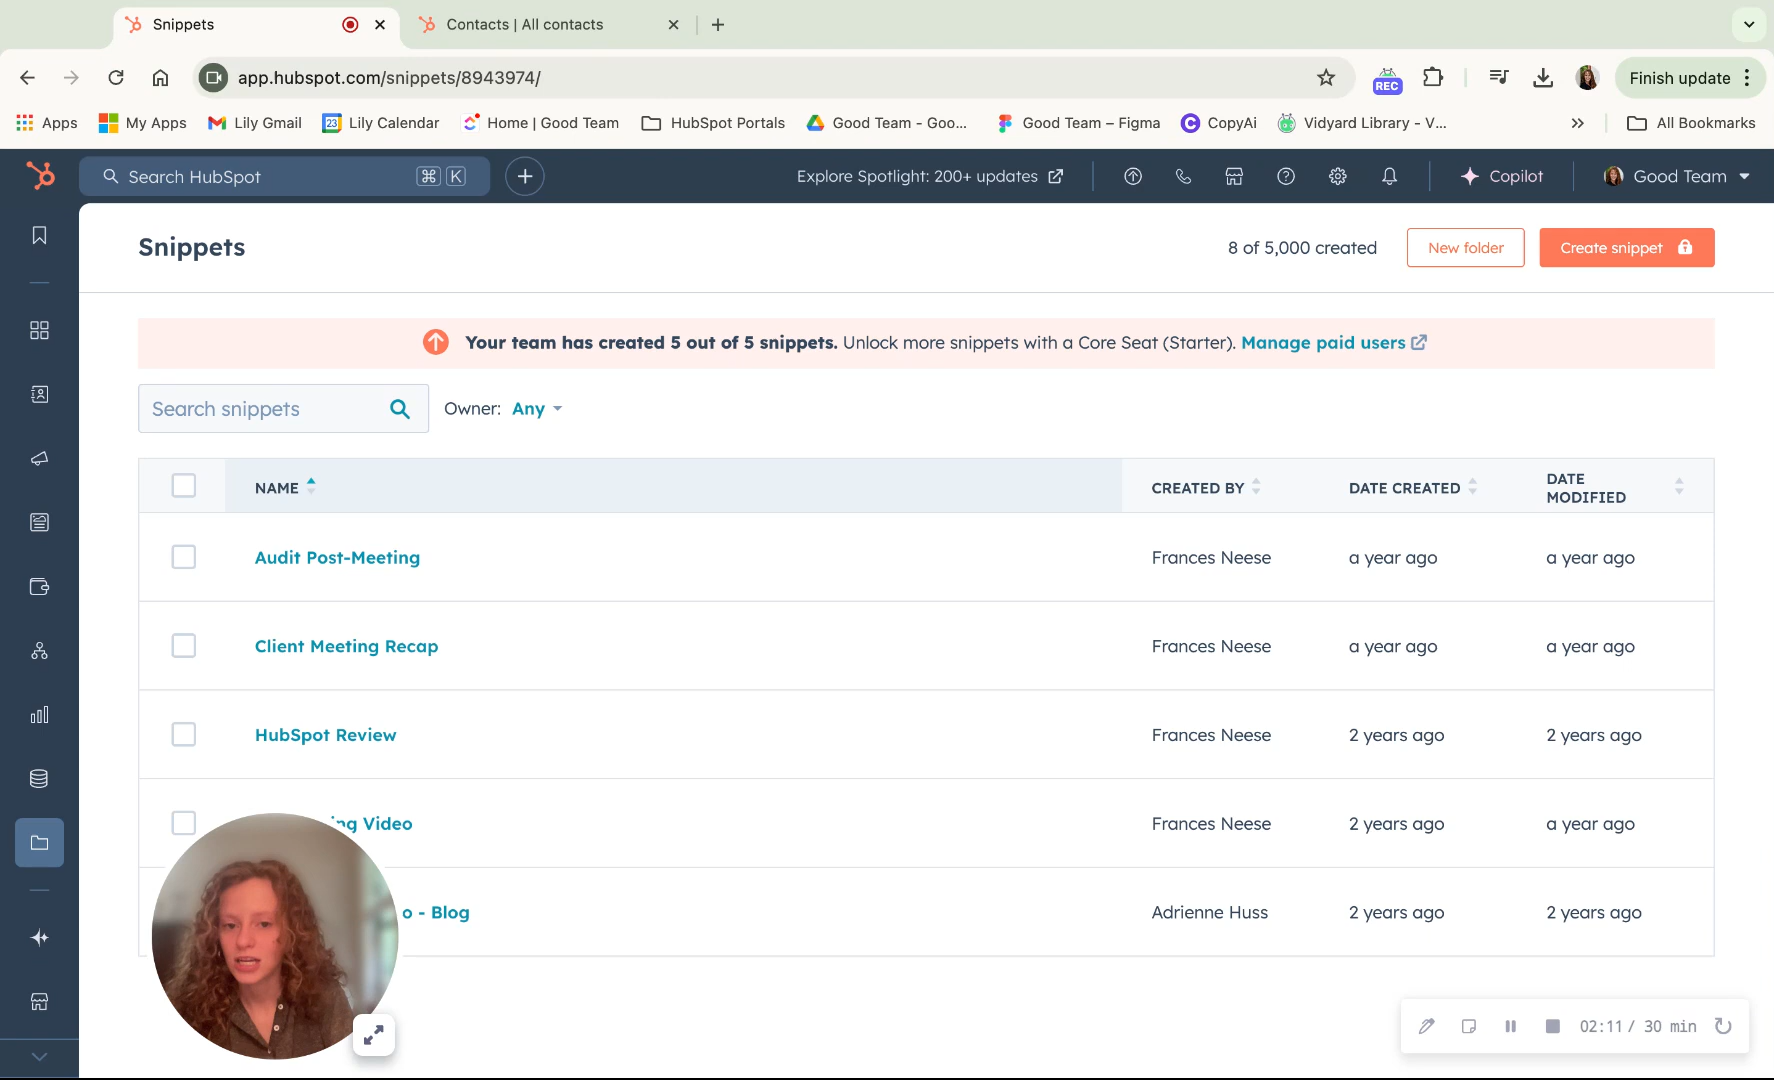 Snippets
Contacts | All contacts
app.hubspot.com/snippets/8943974/
REC
Finish update
Apps
My Apps
Lily Gmail
23
Lily Calendar
Home | Good Team
HubSpot Portals
Good Team - Goo...
Good Team – Figma
CopyAi
Vidyard Library - V...
All Bookmarks
Search HubSpot
⌘ K
Explore Spotlight: 200+ updates
Copilot
Good Team
Snippets
8 of 5,000 created
New folder
Create snippet
Your team has created 5 out of 5 snippets. Unlock more snippets with a Core Seat (Starter). Manage paid users
Search snippets
Owner: Any
NAME
CREATED BY
DATE CREATED
DATE
MODIFIED
Audit Post-Meeting
Frances Neese
a year ago
a year ago
Client Meeting Recap
Frances Neese
a year ago
a year ago
HubSpot Review
Frances Neese
2 years ago
2 years ago
Video
Frances Neese
2 years ago
a year ago
- Blog
Adrienne Huss
2 years ago
2 years ago
02:11 / 30 min